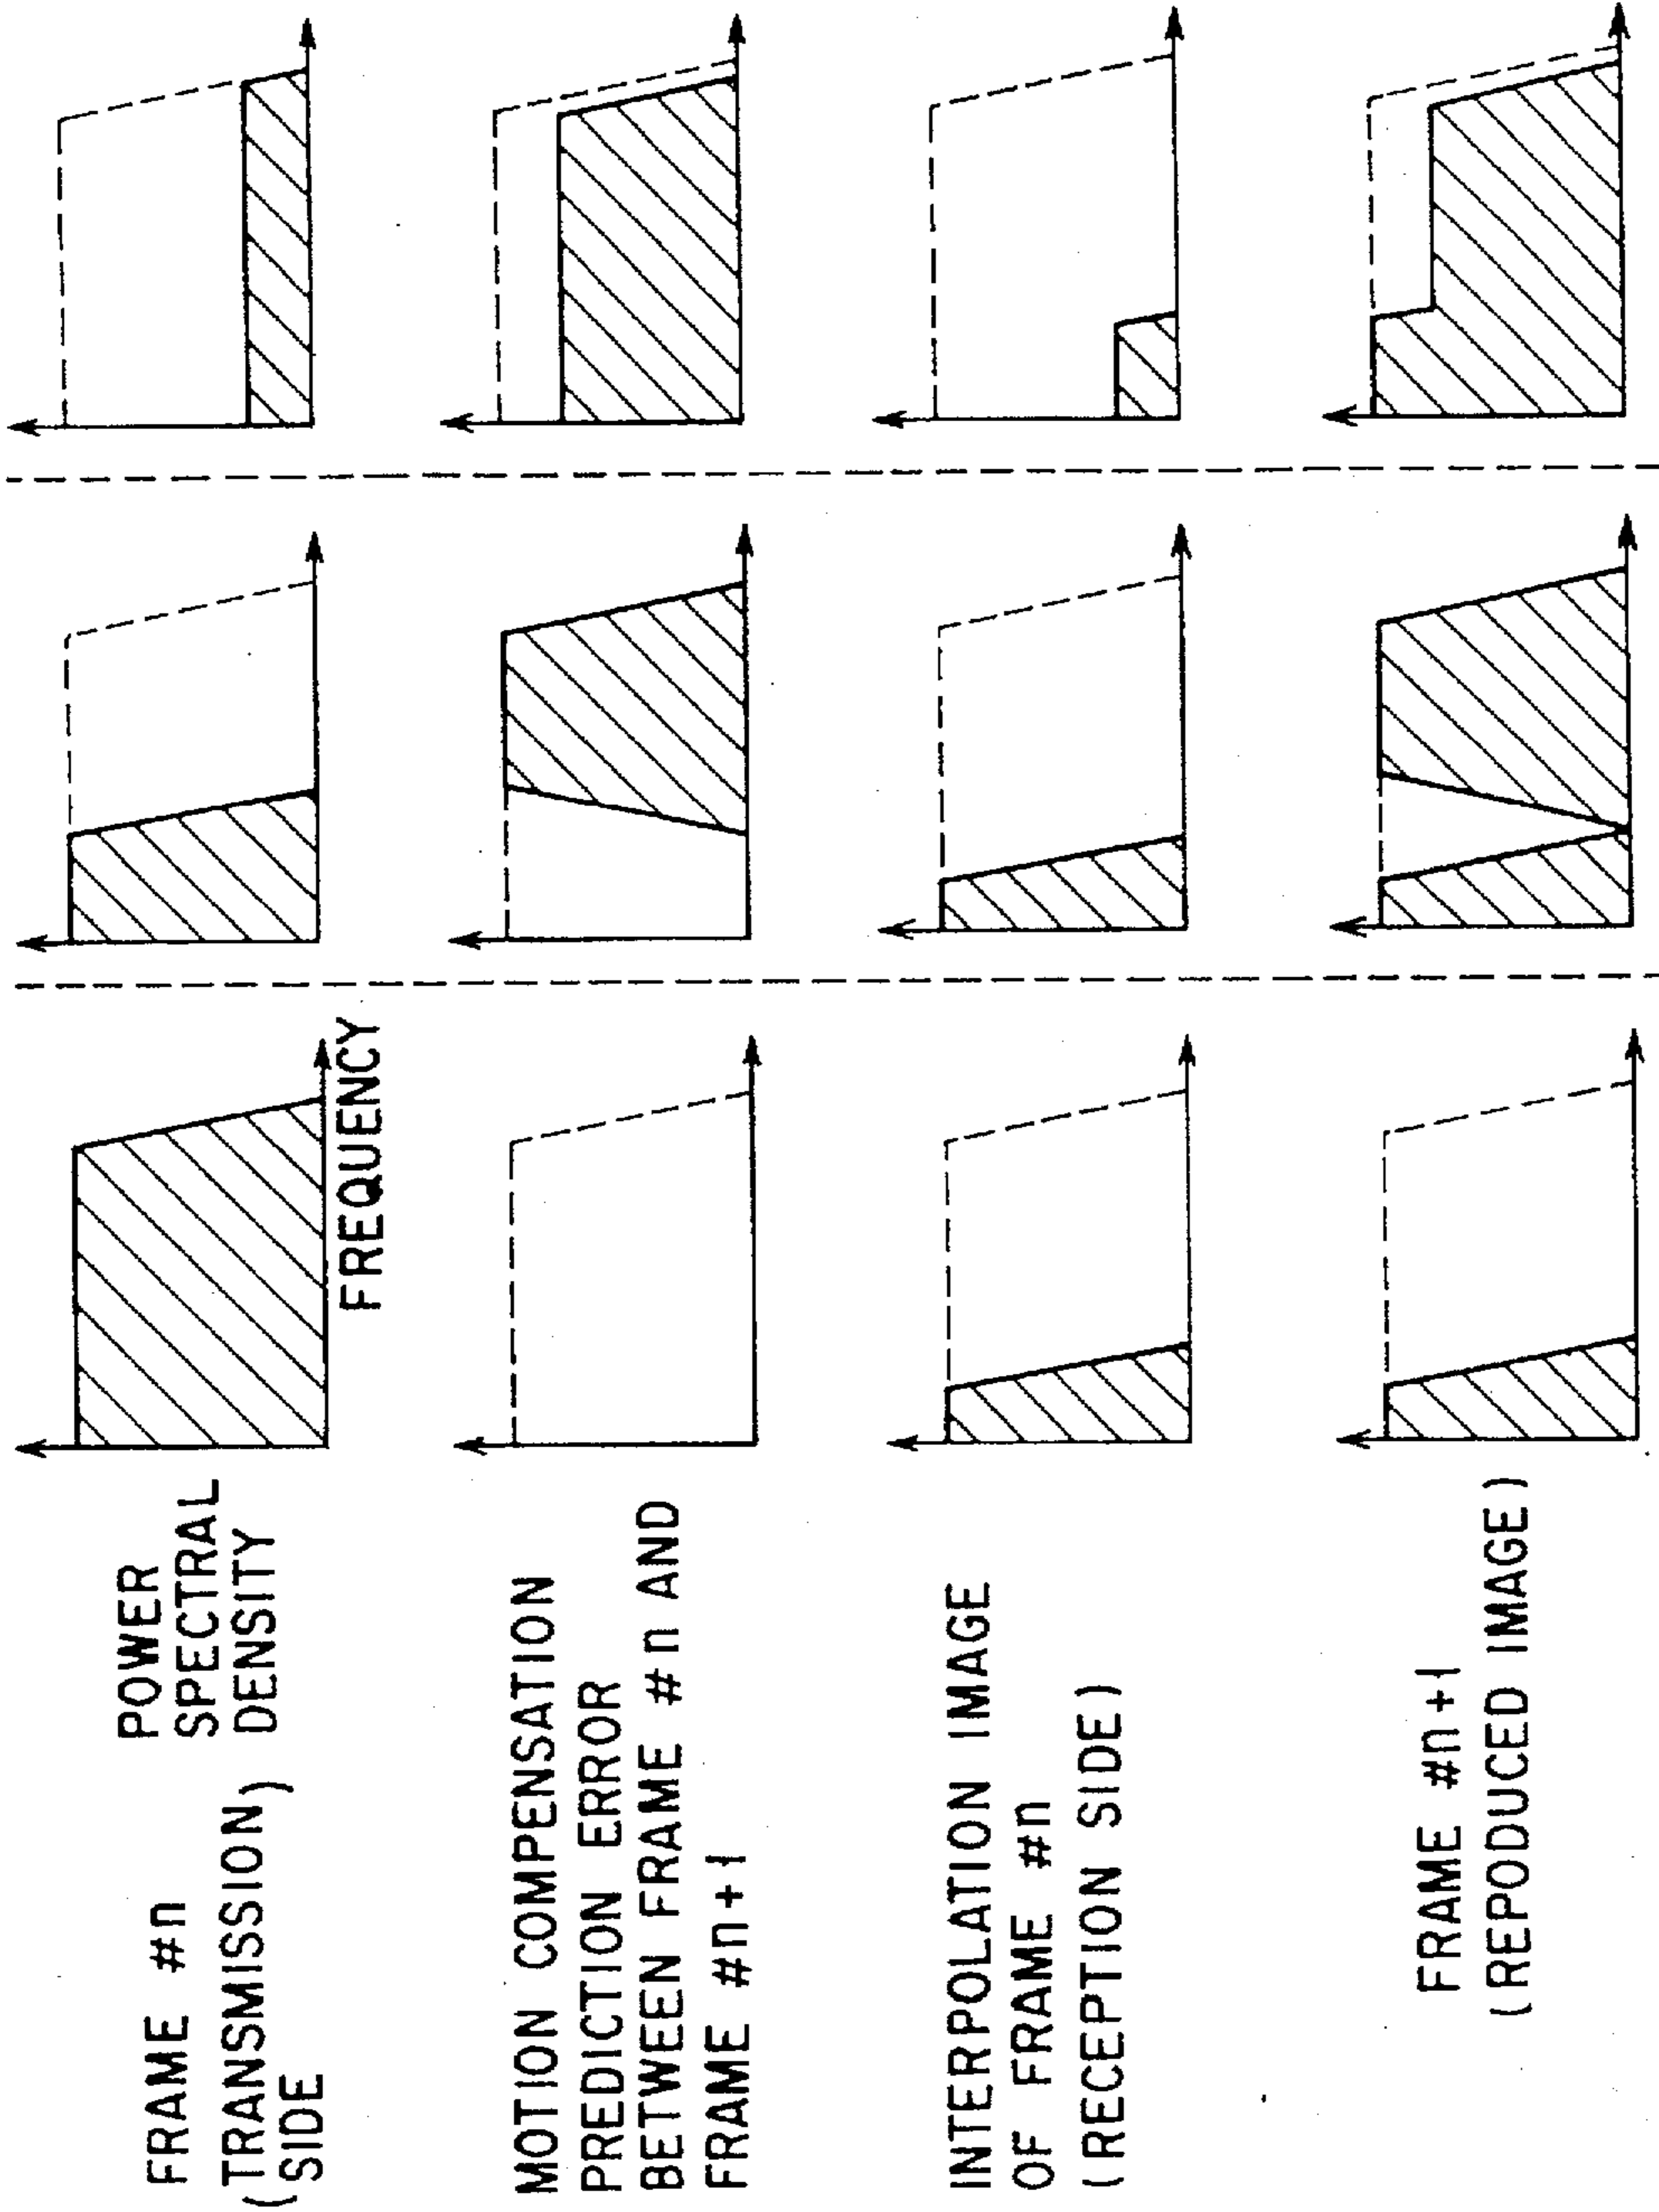 FRAME #n
(TRANSMISSION)
(SIDE
POWER
SPECTRAL
DENSITY
FREQUENCY
MOTION COMPENSATION
PREDICTION ERROR
BETWEEN FRAME #n AND
FRAME #n+1
INTERPOLATION IMAGE
OF FRAME #n
(RECEPTION SIDE)
FRAME #n+1
(REPODUCED IMAGE)